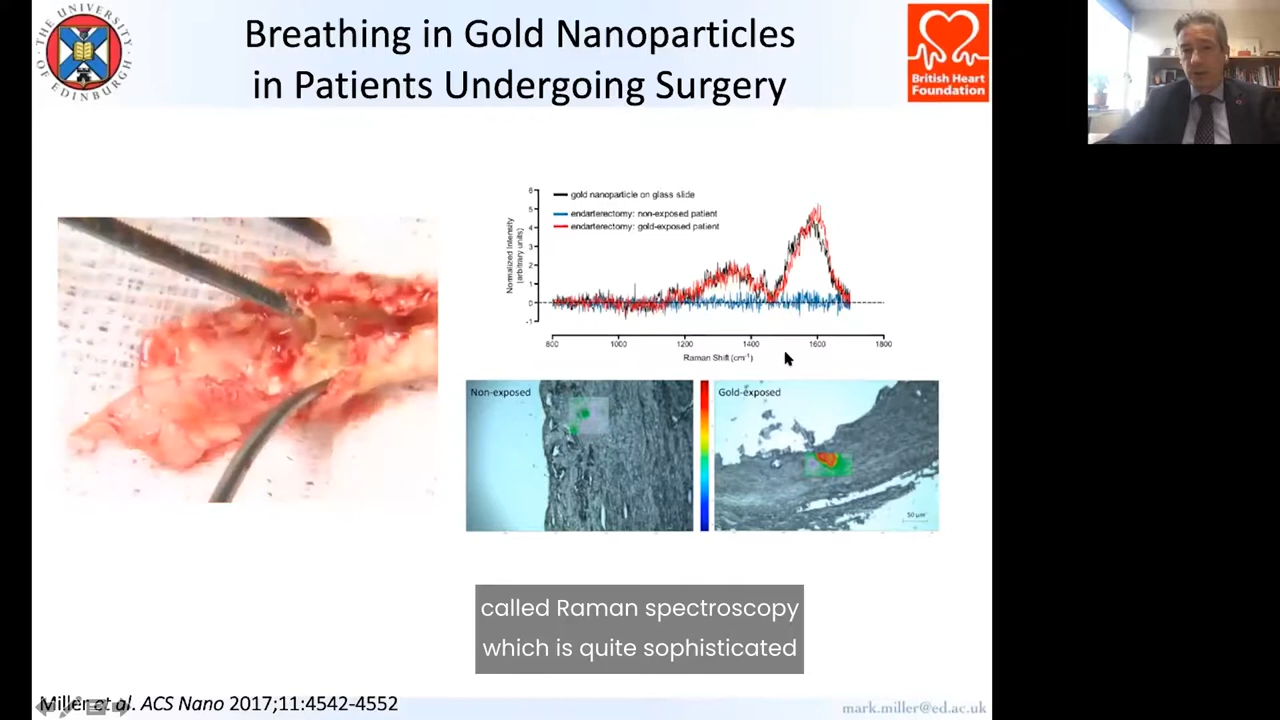 THE UNIVERSITY
OF EDINBURGH
Breathing in Gold Nanoparticles
in Patients Undergoing Surgery
British Heart
Foundation
6
5
4
3
2
1
0
-1
Normalized Intensity
(arbitrary units)
gold nanoparticle on glass slide
endarterectomy: non-exposed patient
endarterectomy: gold-exposed patient
800 1000 1200 1400 1600 1800
Raman Shift (cm-1)
Non-exposed
Gold-exposed
50 µm
called Raman spectroscopy
which is quite sophisticated
Miller et al. ACS Nano 2017;11:4542-4552
mark.miller@ed.ac.uk